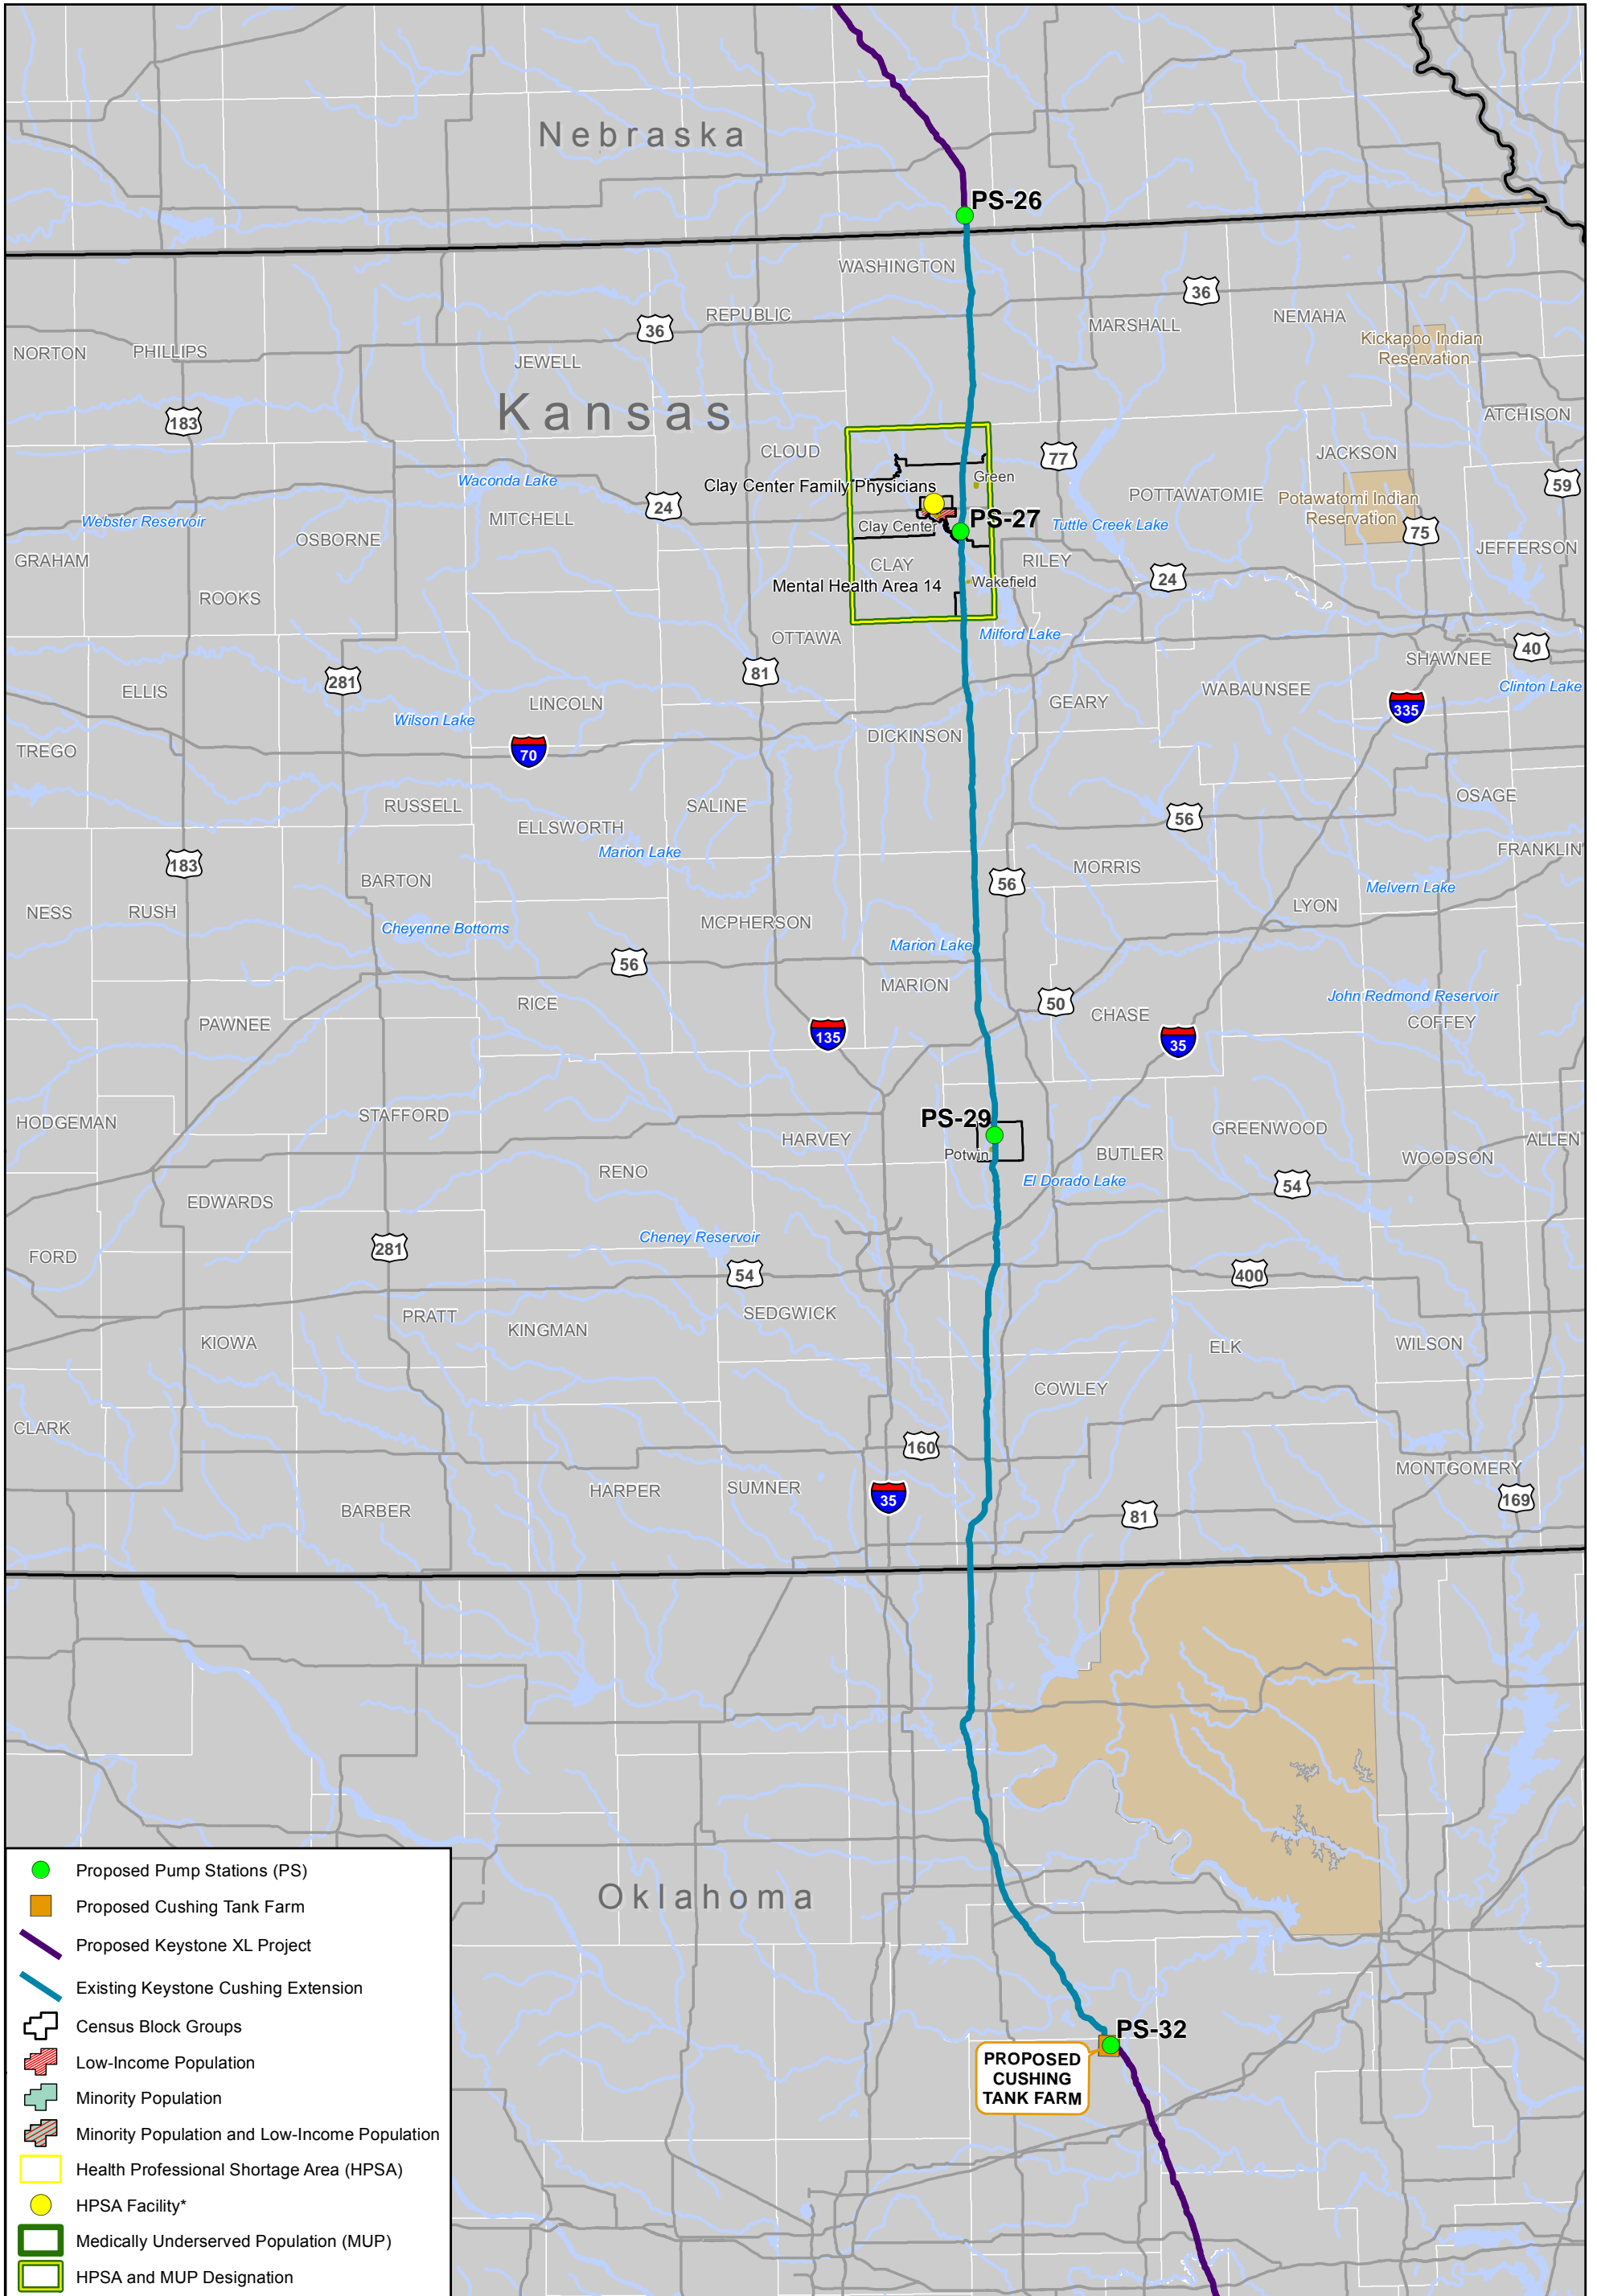 Nebraska
PS-26
WASHINGTON
36
REPUBLIC
36
MARSHALL
NEMAHA
NORTON
PHILLIPS
JEWELL
Kickapoo Indian
Reservation
Kansas
183
ATCHISON
CLOUD
77
JACKSON
Waconda Lake
Clay Center Family Physicians
Green
59
24
MITCHELL
POTTAWATOMIE
Potawatomi Indian
Reservation
Webster Reservoir
Clay Center
PS-27
Tuttle Creek Lake
75
OSBORNE
JEFFERSON
GRAHAM
CLAY
RILEY
24
Mental Health Area 14
Wakefield
ROOKS
OTTAWA
Milford Lake
40
SHAWNEE
281
81
ELLIS
LINCOLN
GEARY
WABAUNSEE
Clinton Lake
335
Wilson Lake
DICKINSON
TREGO
70
RUSSELL
SALINE
OSAGE
ELLSWORTH
56
Marion Lake
FRANKLIN
183
BARTON
56
MORRIS
Melvern Lake
NESS
RUSH
LYON
Cheyenne Bottoms
MCPHERSON
Marion Lake
56
MARION
RICE
50
John Redmond Reservoir
PAWNEE
CHASE
COFFEY
135
35
HODGEMAN
STAFFORD
PS-29
HARVEY
GREENWOOD
ALLEN
Potwin
BUTLER
WOODSON
RENO
El Dorado Lake
54
EDWARDS
Cheney Reservoir
FORD
281
54
400
PRATT
SEDGWICK
KIOWA
KINGMAN
ELK
WILSON
COWLEY
CLARK
160
MONTGOMERY
HARPER
SUMNER
35
169
BARBER
81
Oklahoma
PS-32
PROPOSED
CUSHING
TANK FARM
Proposed Pump Stations (PS)
Proposed Cushing Tank Farm
Proposed Keystone XL Project
Existing Keystone Cushing Extension
Census Block Groups
Low-Income Population
Minority Population
Minority Population and Low-Income Population
Health Professional Shortage Area (HPSA)
HPSA Facility*
Medically Underserved Population (MUP)
HPSA and MUP Designation